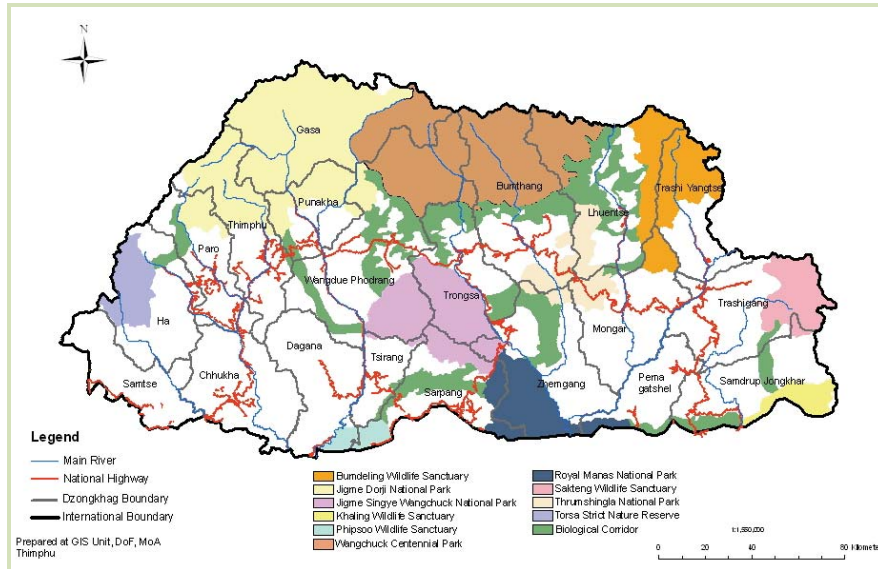 N
Gasa
Bumthang
Trashi Yangtse
Punakha
Lhuentse
Thimphu
Paro
Wangdue Phodrang
Trongsa
Trashigang
Ha
Mongar
Dagana
Tsirang
Chhukha
Zhemgang
Pema
gatshel
Samdrup Jongkhar
Samtse
Sarpang
Legend
Main River
National Highway
Dzongkhag Boundary
International Boundary
Bumdeling Wildlife Sanctuary
Jigme Dorji National Park
Jigme Singye Wangchuck National Park
Khaling Wildlife Sanctuary
Phipsoo Wildlife Sanctuary
Wangchuck Centennial Park
Royal Manas National Park
Sakteng Wildlife Sanctuary
Thrumshingla National Park
Torsa Strict Nature Reserve
Biological Corridor
Prepared at GIS Unit, DoF, MoA
Thimphu
0 20 40 80 Kilomete